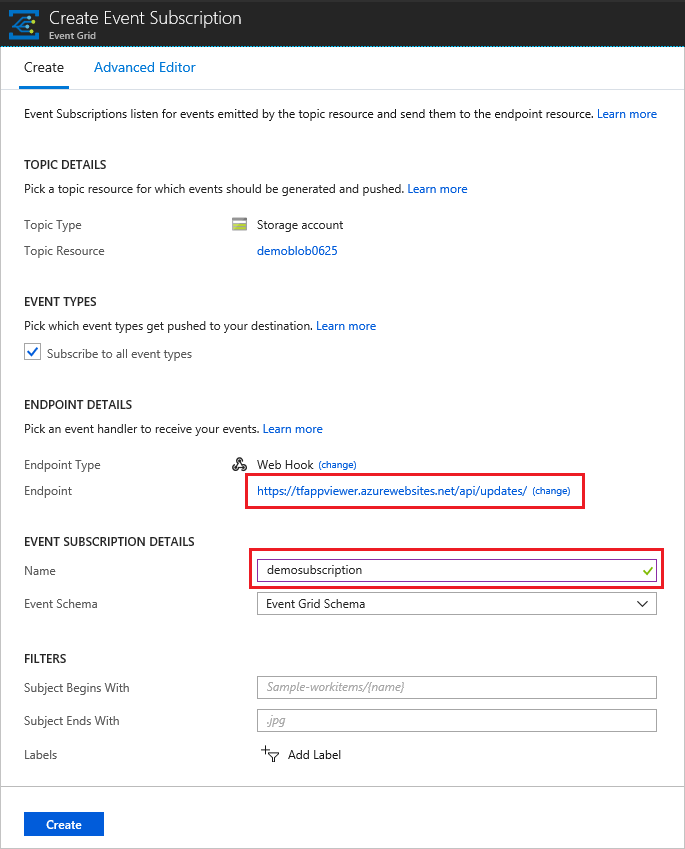 Create Event Subscription
Event Grid
Create Advanced Editor
Event Subscriptions listen for events emitted by the topic resource and send them to the endpoint resource. Learn more
TOPIC DETAILS
Pick a topic resource for which events should be generated and pushed. Learn more
Topic Type Storage account
Topic Resource demoblob0625
EVENT TYPES
Pick which event types get pushed to your destination. Learn more
Subscribe to all event types
ENDPOINT DETAILS
Pick an event handler to receive your events. Learn more
Endpoint Type Web Hook (change)
Endpoint https://tfappviewer.azurewebsites.net/api/updates/ (change)
EVENT SUBSCRIPTION DETAILS
Name demosubscription
Event Schema Event Grid Schema
FILTERS
Subject Begins With Sample-workitems/{name}
Subject Ends With .jpg
Labels Add Label
Create